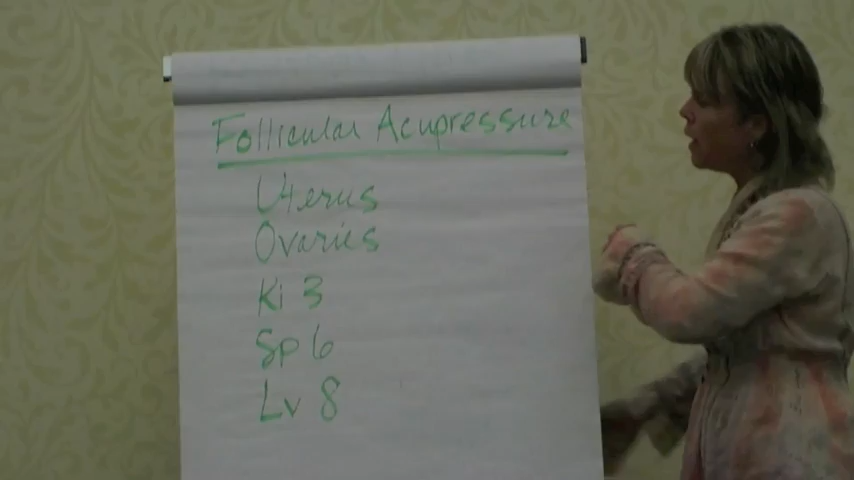 Follicular Acupressure
Uterus
Ovaries
Ki 3
Sp 6
Lv 8